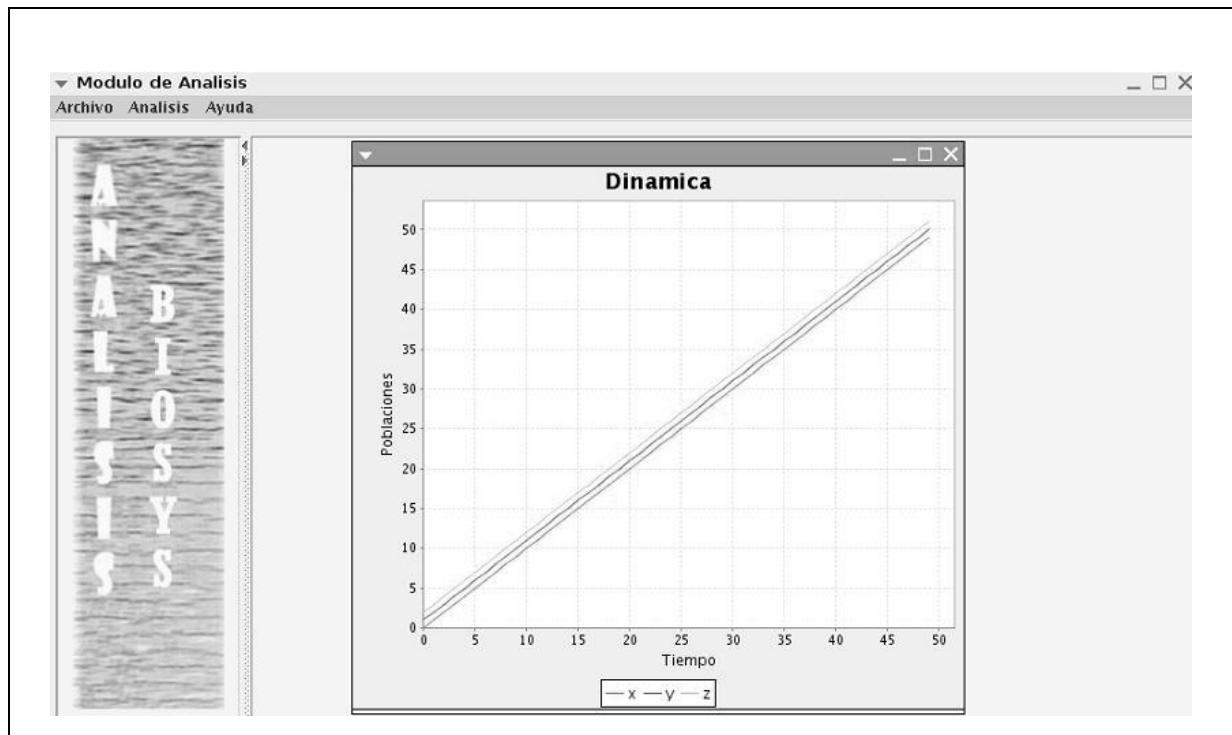 Modulo de Analisis
Archivo Analisis Ayuda
ANALISIS
BIOSYS
Dinamica
Poblaciones
50
45
40
35
30
25
20
15
10
5
0
0 5 10 15 20 25 30 35 40 45 50
Tiempo
x y z